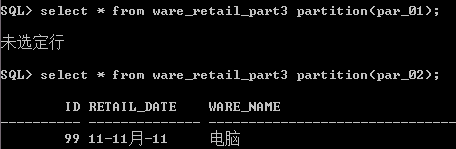 SQL> select * from ware_retail_part3 partition(par_01);
未选定行
SQL> select * from ware_retail_part3 partition(par_02);
ID RETAIL_DATE WARE_NAME
---------- -------------- ------------------------------
99 11-11月-11 电脑